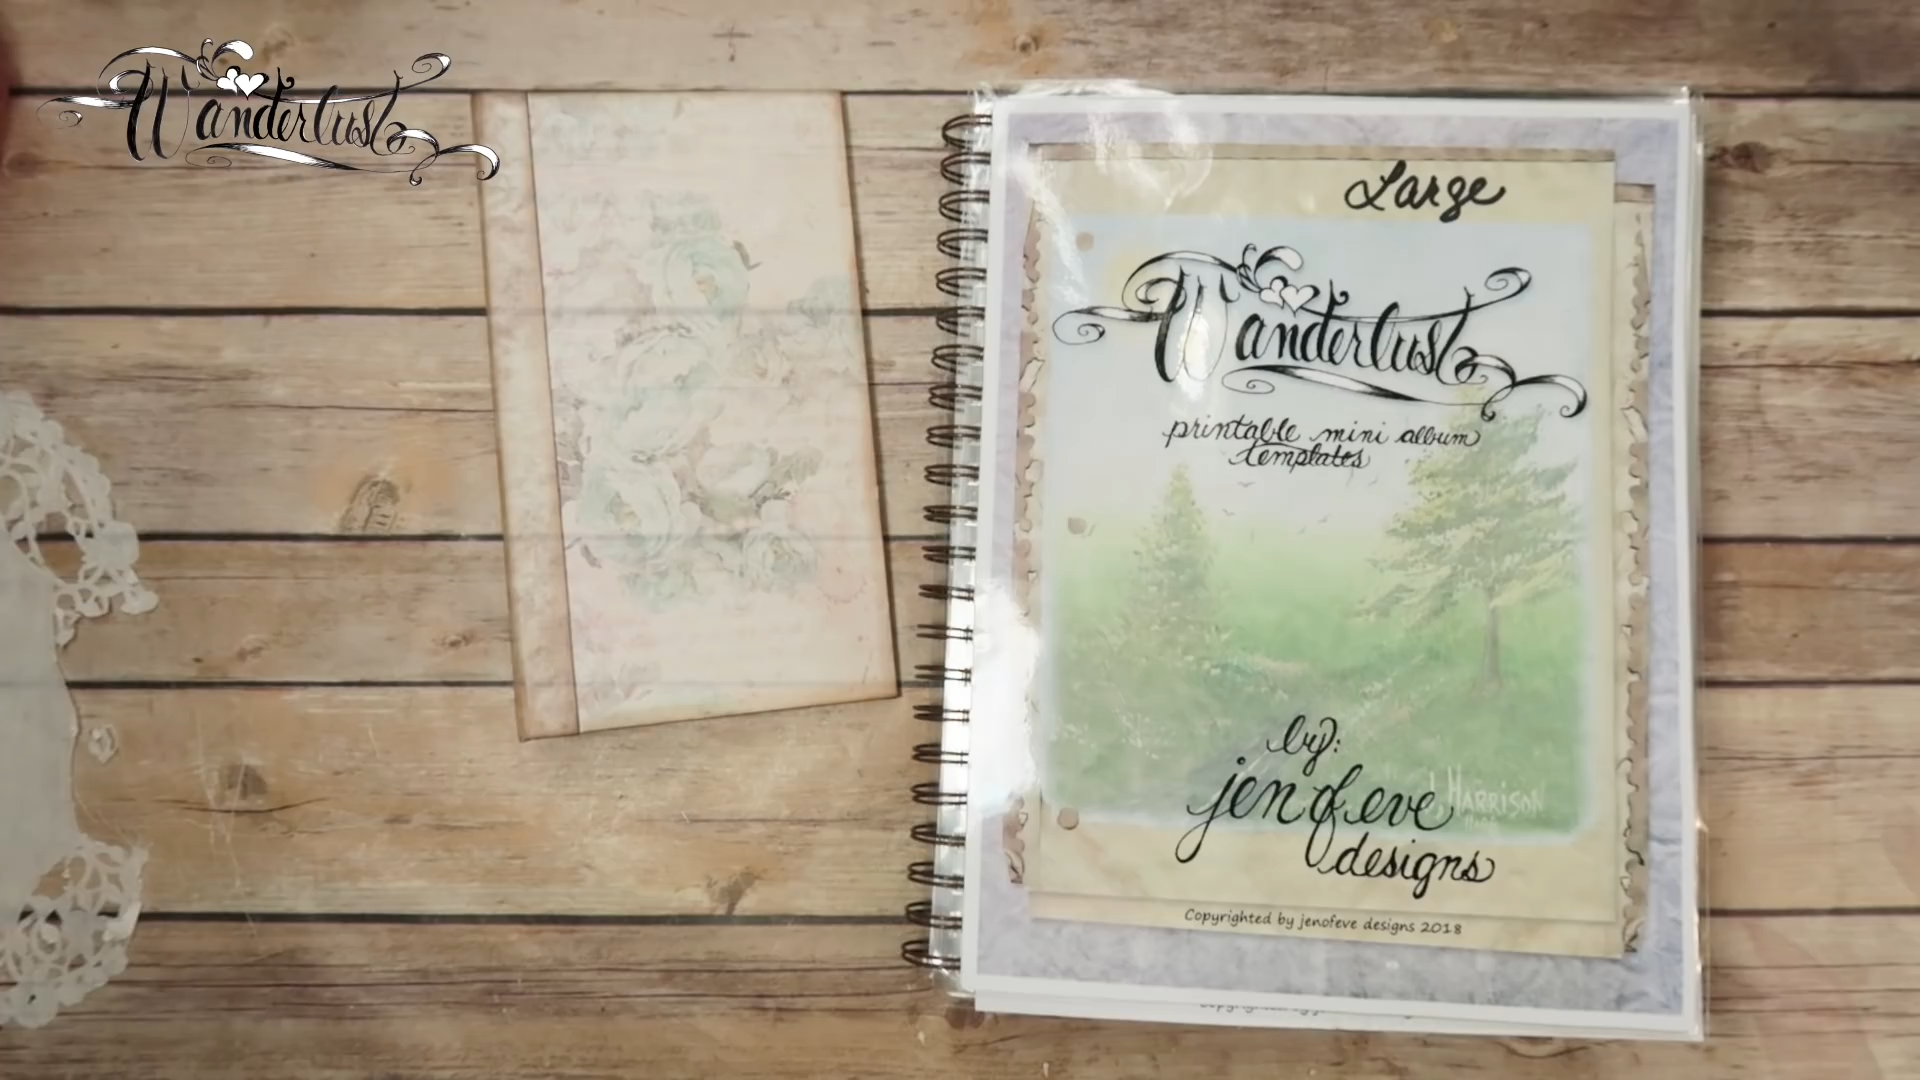 Wanderlust
Large
Wanderlust
printable mini album
templates
by:
jenofeve
HARRISON
designs
Copyrighted by jenofeve designs 2018